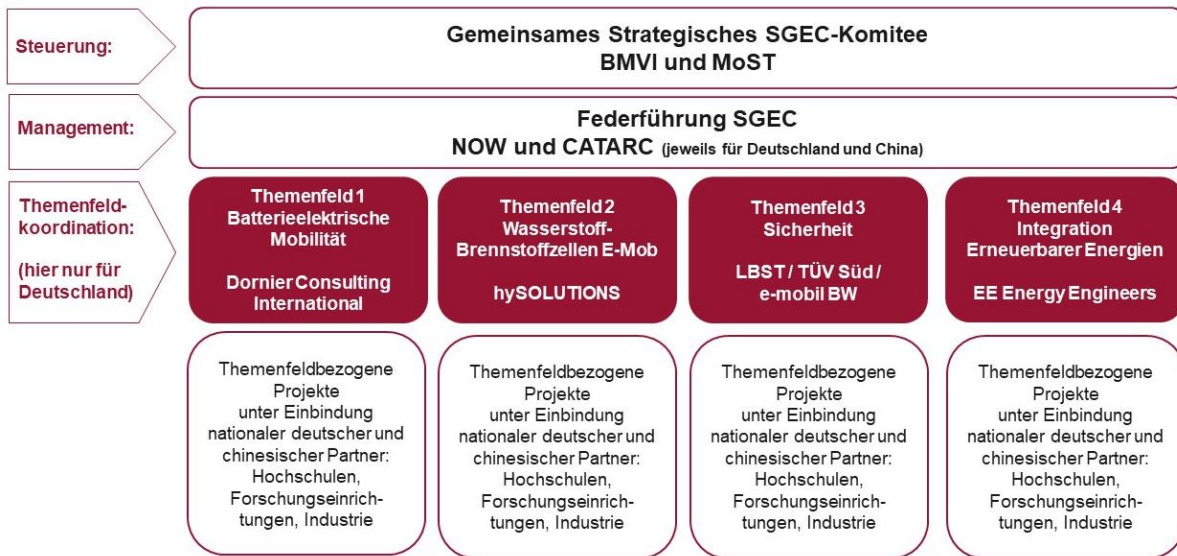 Steuerung:
Gemeinsames Strategisches SGEC-Komitee
BMVI und MoST
Management:
Federführung SGEC
NOW und CATARC (jeweils für Deutschland und China)
Themenfeld-
koordination:
(hier nur für
Deutschland)
Themenfeld 1
Batterieelektrische
Mobilität
Dornier Consulting
International
Themenfeld 2
Wasserstoff-
Brennstoffzellen E-Mob
hySOLUTIONS
Themenfeld 3
Sicherheit
LBST / TÜV Süd /
e-mobil BW
Themenfeld 4
Integration
Erneuerbarer Energien
EE Energy Engineers
Themenfeldbezogene
Projekte
unter Einbindung
nationaler deutscher und
chinesischer Partner:
Hochschulen,
Forschungseinrich-
tungen, Industrie
Themenfeldbezogene
Projekte
unter Einbindung
nationaler deutscher und
chinesischer Partner:
Hochschulen,
Forschungseinrich-
tungen, Industrie
Themenfeldbezogene
Projekte
unter Einbindung
nationaler deutscher und
chinesischer Partner:
Hochschulen,
Forschungseinrich-
tungen, Industrie
Themenfeldbezogene
Projekte
unter Einbindung
nationaler deutscher und
chinesischer Partner:
Hochschulen,
Forschungseinrich-
tungen, Industrie